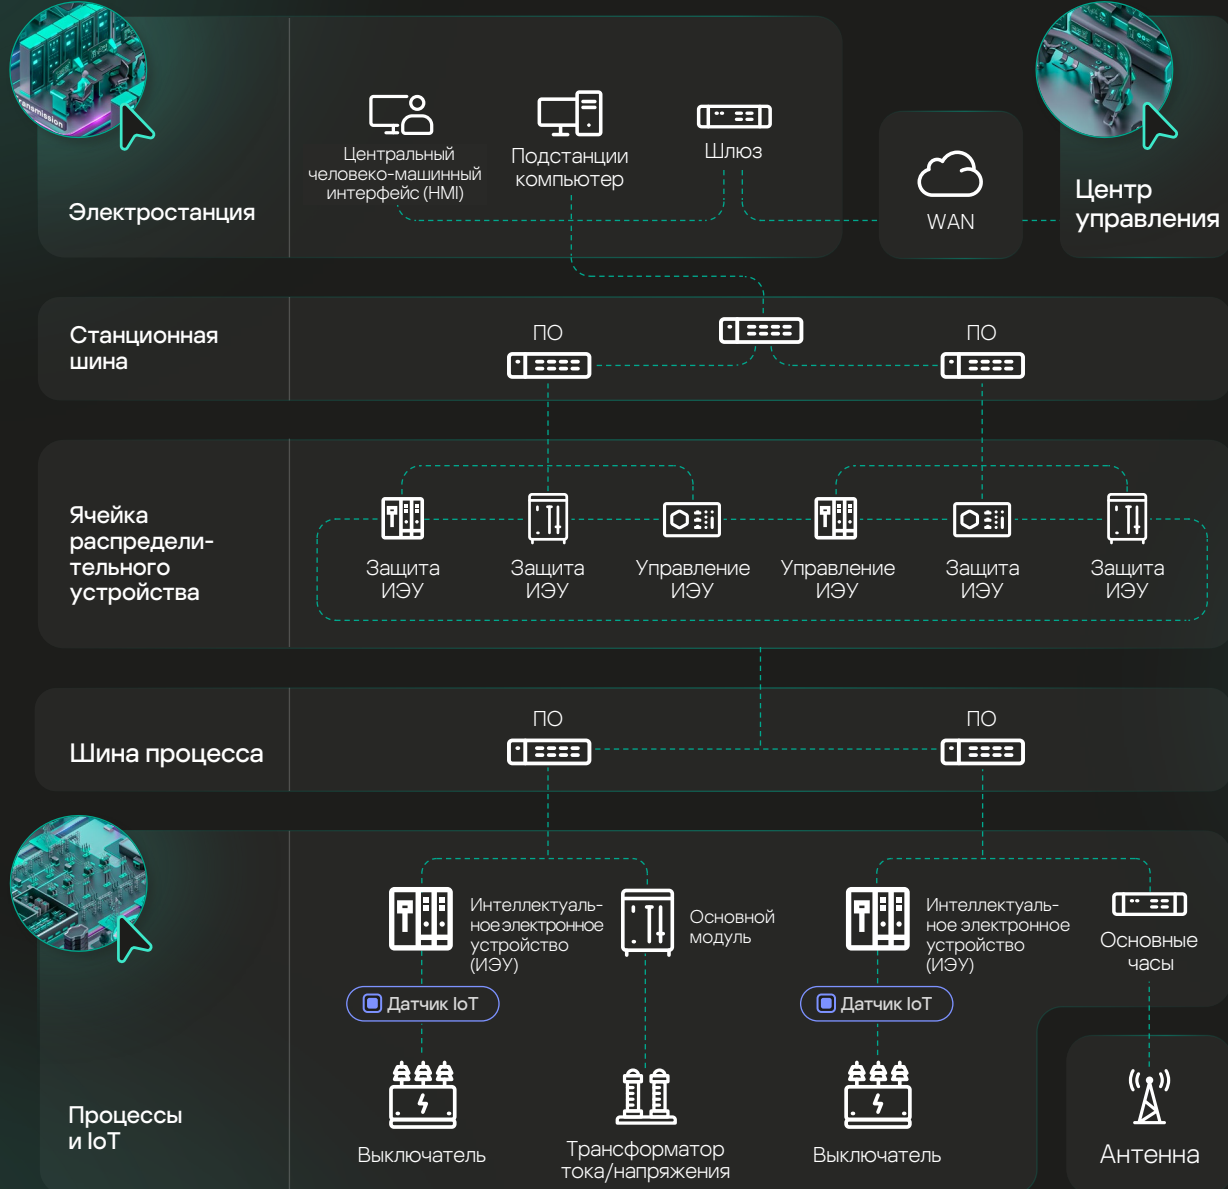 Transmission
Электростанция
Центральный
человеко-машинный
интерфейс (HMI)
Подстанции
компьютер
Шлюз
WAN
Центр
управления
Станционная
шина
ПО
ПО
Ячейка
распредели-
тельного
устройства
Защита
ИЭУ
Защита
ИЭУ
Управление
ИЭУ
Управление
ИЭУ
Защита
ИЭУ
Защита
ИЭУ
Шина процесса
ПО
ПО
Процессы
и IoT
Интеллектуаль-
ное электронное
устройство
(ИЭУ)
Основной
модуль
Интеллектуаль-
ное электронное
устройство
(ИЭУ)
Основные
часы
Датчик IoT
Датчик IoT
Выключатель
Трансформатор
тока/напряжения
Выключатель
Антенна